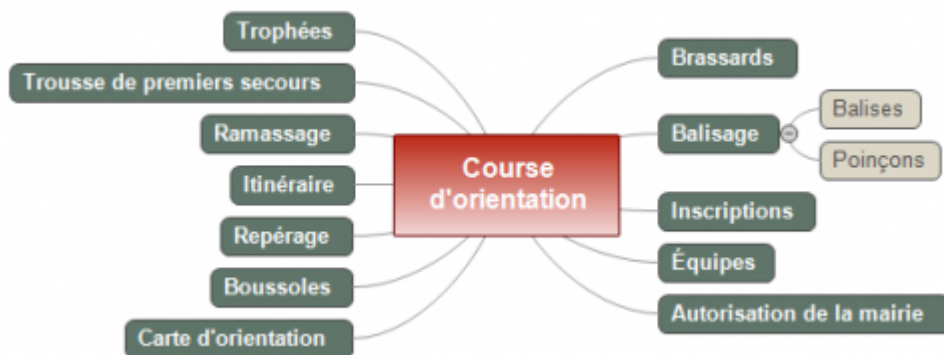 Trophées
Trousse de premiers secours
Ramassage
Itinéraire
Repérage
Boussoles
Carte d'orientation
Course
d'orientation
Brassards
Balisage
Balises
Poinçons
Inscriptions
Équipes
Autorisation de la mairie